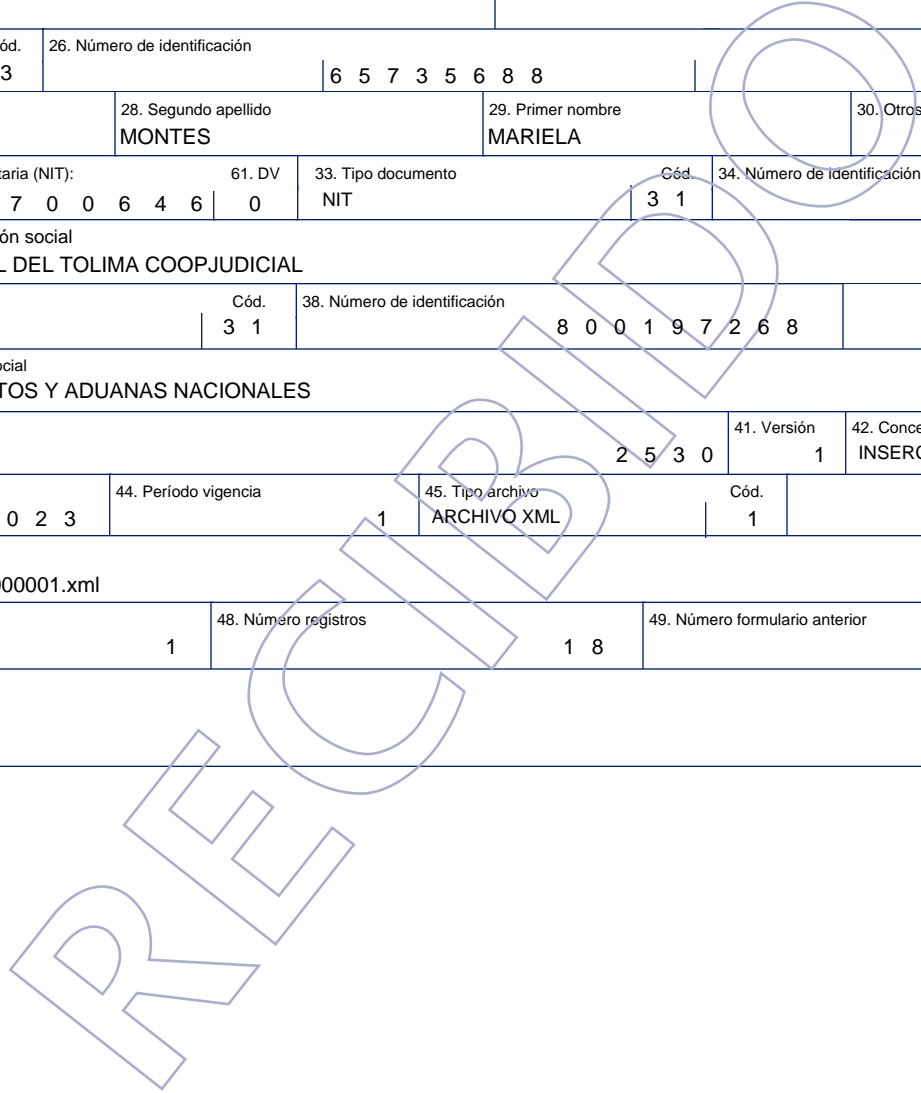 ód. 26. Número de identificación
3 6 5 7 3 5 6 8 8
28. Segundo apellido 29. Primer nombre 30. Otros
MONTES MARIELA
taria (NIT): 61. DV 33. Tipo documento Cód. 34. Número de identificación
7 0 0 6 4 6 0 NIT 3 1
ón social
L DEL TOLIMA COOPJUDICIAL
Cód. 38. Número de identificación
3 1 8 0 0 1 9 7 2 6 8
ocial
TOS Y ADUANAS NACIONALES
41. Versión 42. Conce
2 5 3 0 1 INSERC
44. Período vigencia 45. Tipo archivo Cód.
0 2 3 1 ARCHIVO XML 1
000001.xml
48. Número registros 49. Número formulario anterior
1 1 8
RECIBIDO